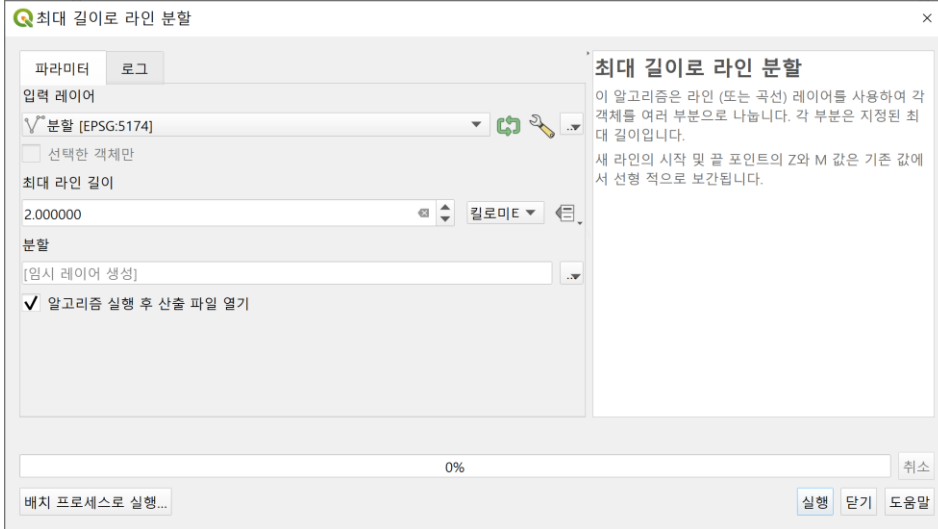 최대 길이로 라인 분할
파라미터
로그
입력 레이어
분할 [EPSG:5174]
선택한 객체만
최대 라인 길이
2.000000
킬로미E
분할
[임시 레이어 생성]
알고리즘 실행 후 산출 파일 열기
최대 길이로 라인 분할
이 알고리즘은 라인 (또는 곡선) 레이어를 사용하여 각
객체를 여러 부분으로 나눕니다. 각 부분은 지정된 최
대 길이입니다.
새 라인의 시작 및 끝 포인트의 Z와 M 값은 기존 값에
서 선형 적으로 보간됩니다.
0%
취소
배치 프로세스로 실행...
실행
닫기
도움말